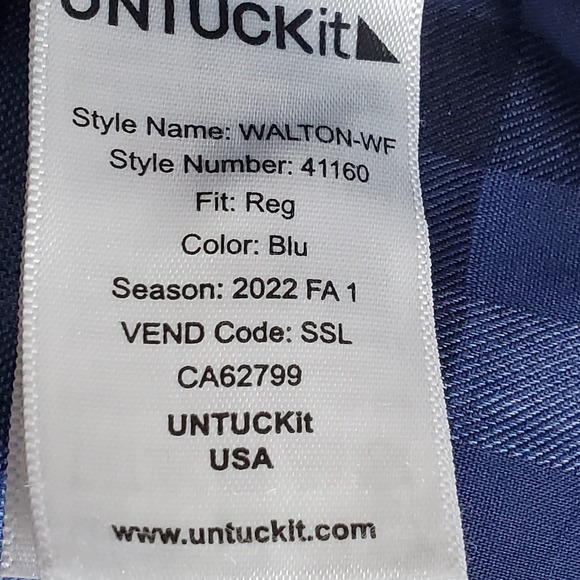 UNTUCKit
Style Name: WALTON-WF
Style Number: 41160
Fit: Reg
Color: Blu
Season: 2022 FA 1
VEND Code: SSL
CA62799
UNTUCKit
USA
www.untuckit.com